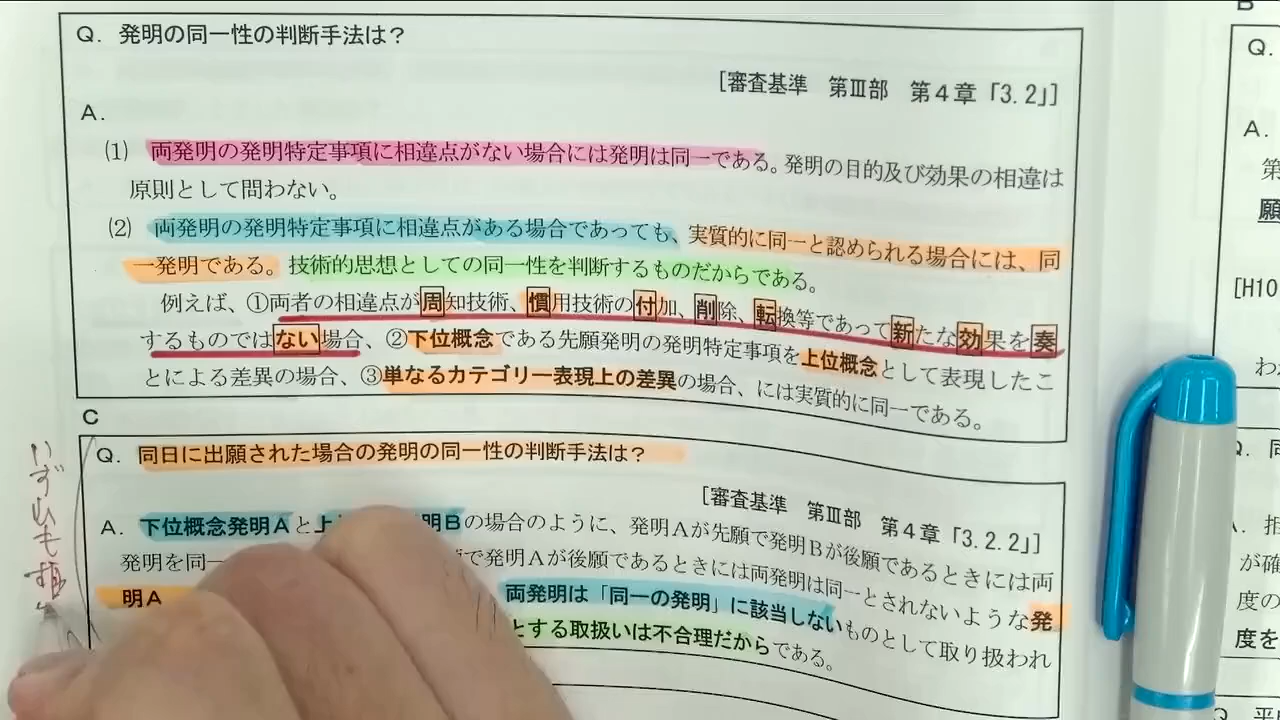 Q．発明の同一性の判断手法は？
[審査基準　第Ⅲ部　第４章「3.2」]
A．
⑴　両発明の発明特定事項に相違点がない場合には発明は同一である。発明の目的及び効果の相違は
原則として問わない。
⑵　両発明の発明特定事項に相違点がある場合であっても、実質的に同一と認められる場合には、同
一発明である。技術的思想としての同一性を判断するものだからである。
例えば、①両者の相違点が周知技術、慣用技術の付加、削除、転換等であって新たな効果を奏
するものではない場合、②下位概念である先願発明の発明特定事項を上位概念として表現したこ
とによる差異の場合、③単なるカテゴリー表現上の差異の場合、には実質的に同一である。
C
Q．同日に出願された場合の発明の同一性の判断手法は？
[審査基準　第Ⅲ部　第４章「3.2.2」]
A．下位概念発明Aと上 明Bの場合のように、発明Aが先願で発明Bが後願であるときには両
発明を同一 で発明Aが後願であるときには両発明は同一とされないような発
明A 両発明は「同一の発明」に該当しないものとして取り扱われ
とする取扱いは不合理だからである。
いずれも
B
Q．
A．
第
願
[H10
わ
Q．同
A．拒
が確
度の
度を
Q